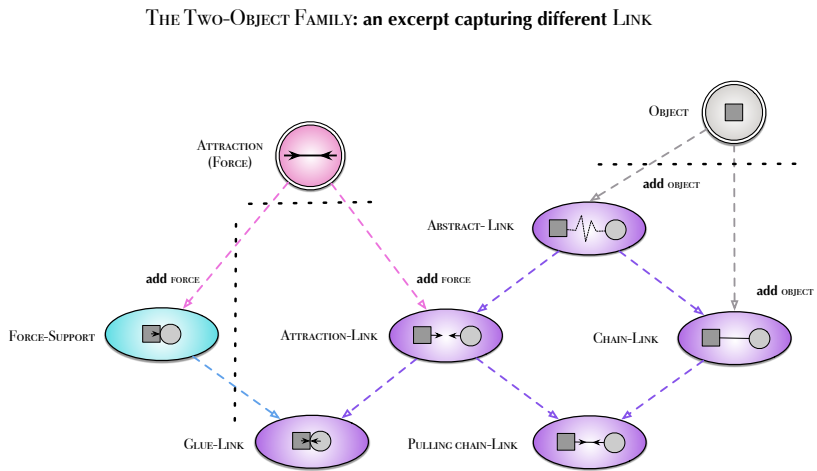 The Two-Object Family: an excerpt capturing different Link
Object
Attraction
(Force)
add object
Abstract- Link
add force
add force
add object
Force-Support
Attraction-Link
Chain-Link
Glue-Link
Pulling chain-Link